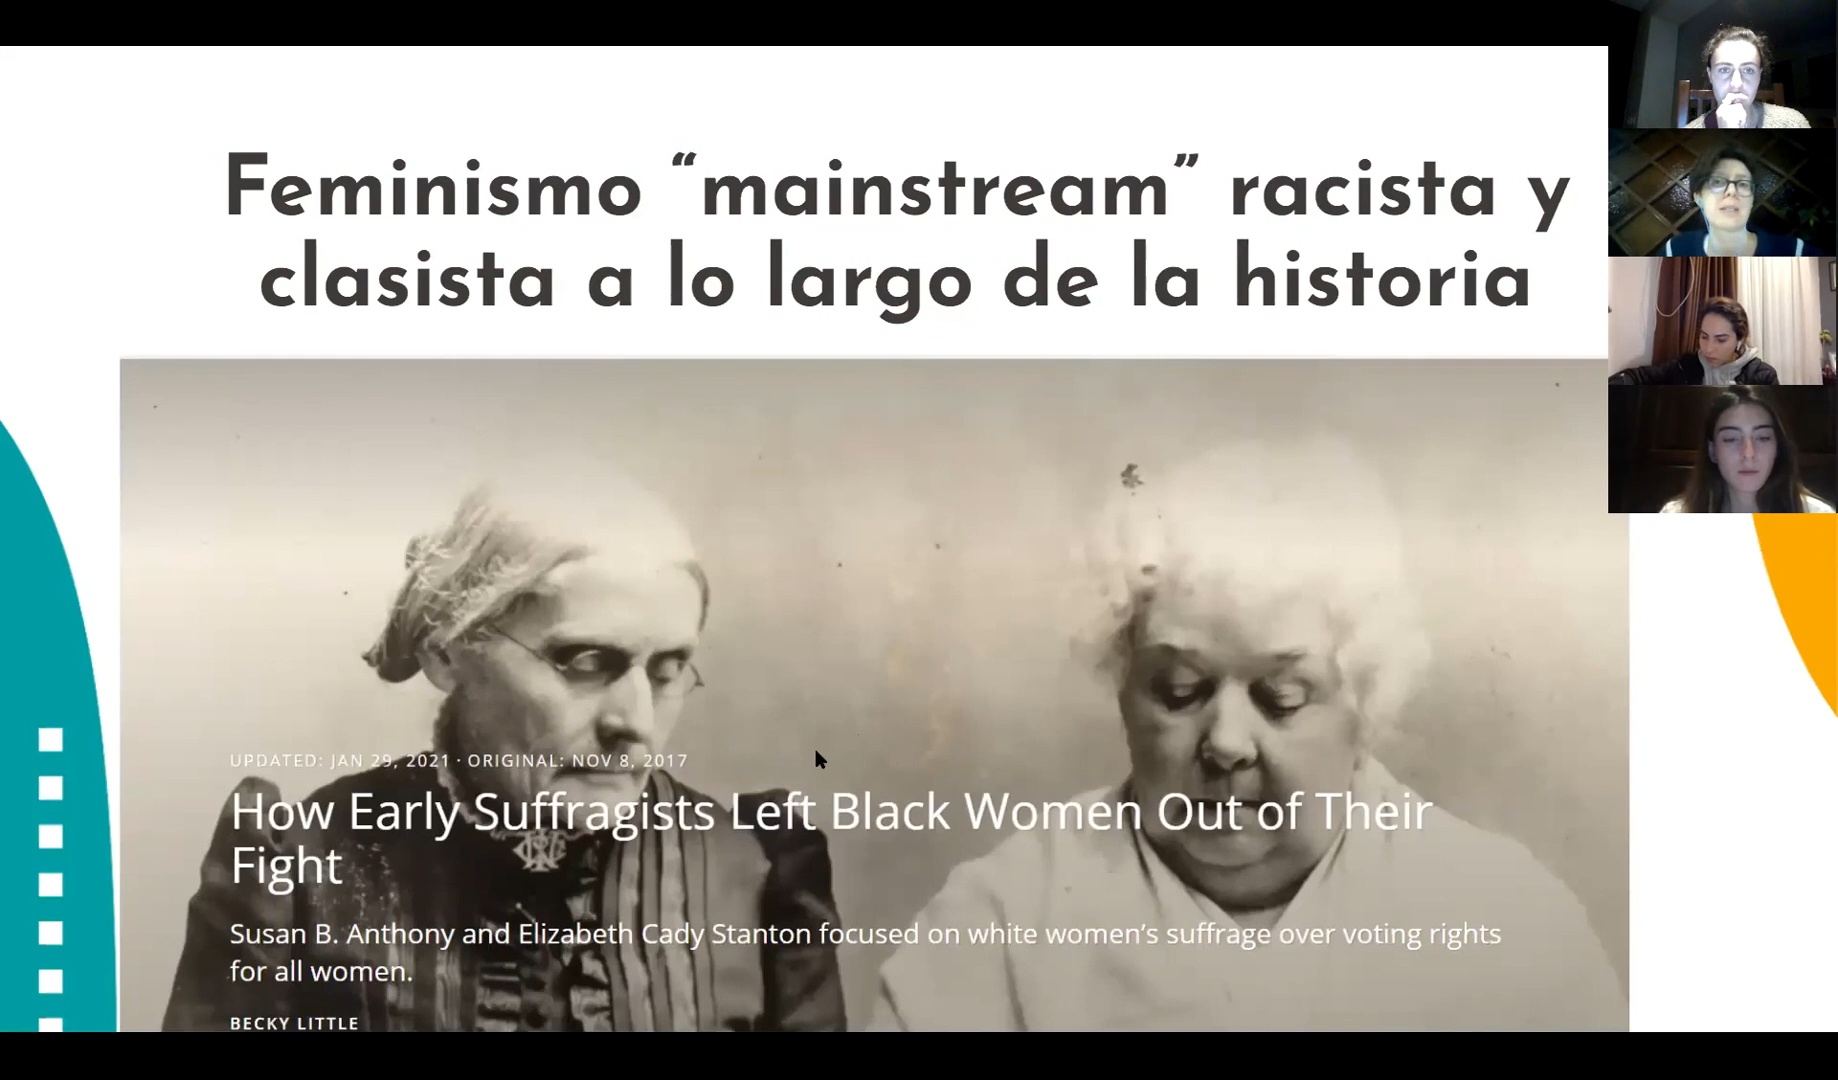 Feminismo “mainstream” racista y
clasista a lo largo de la historia
UPDATED: JAN 29, 2021 · ORIGINAL: NOV 8, 2017
How Early Suffragists Left Black Women Out of Their
Fight
Susan B. Anthony and Elizabeth Cady Stanton focused on white women’s suffrage over voting rights
for all women.
BECKY LITTLE